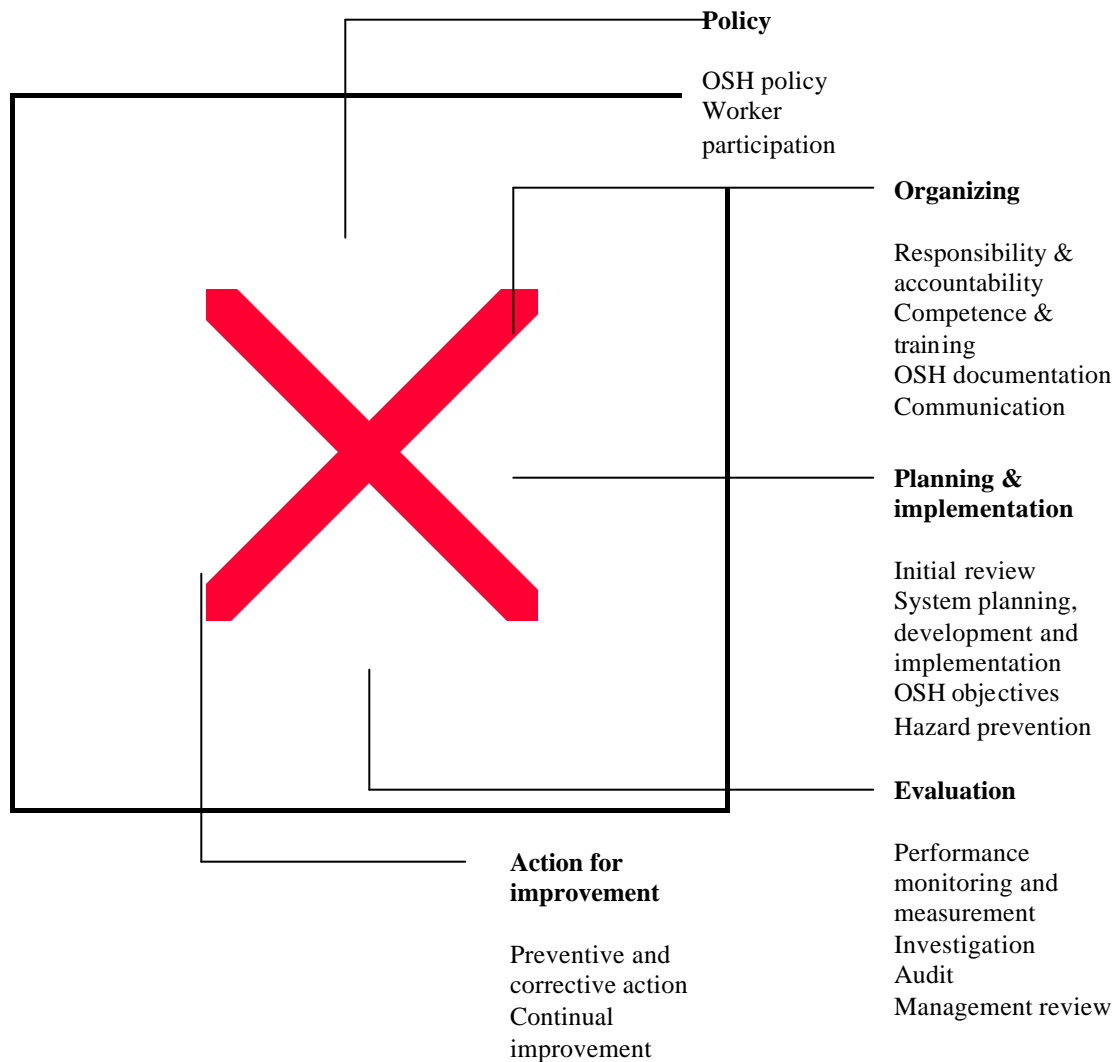 Policy
OSH policy
Worker
participation
Organizing
Responsibility &
accountability
Competence &
training
OSH documentation
Communication
Planning &
implementation
Initial review
System planning,
development and
implementation
OSH objectives
Hazard prevention
Evaluation
Performance
monitoring and
measurement
Investigation
Audit
Management review
Action for
improvement
Preventive and
corrective action
Continual
improvement